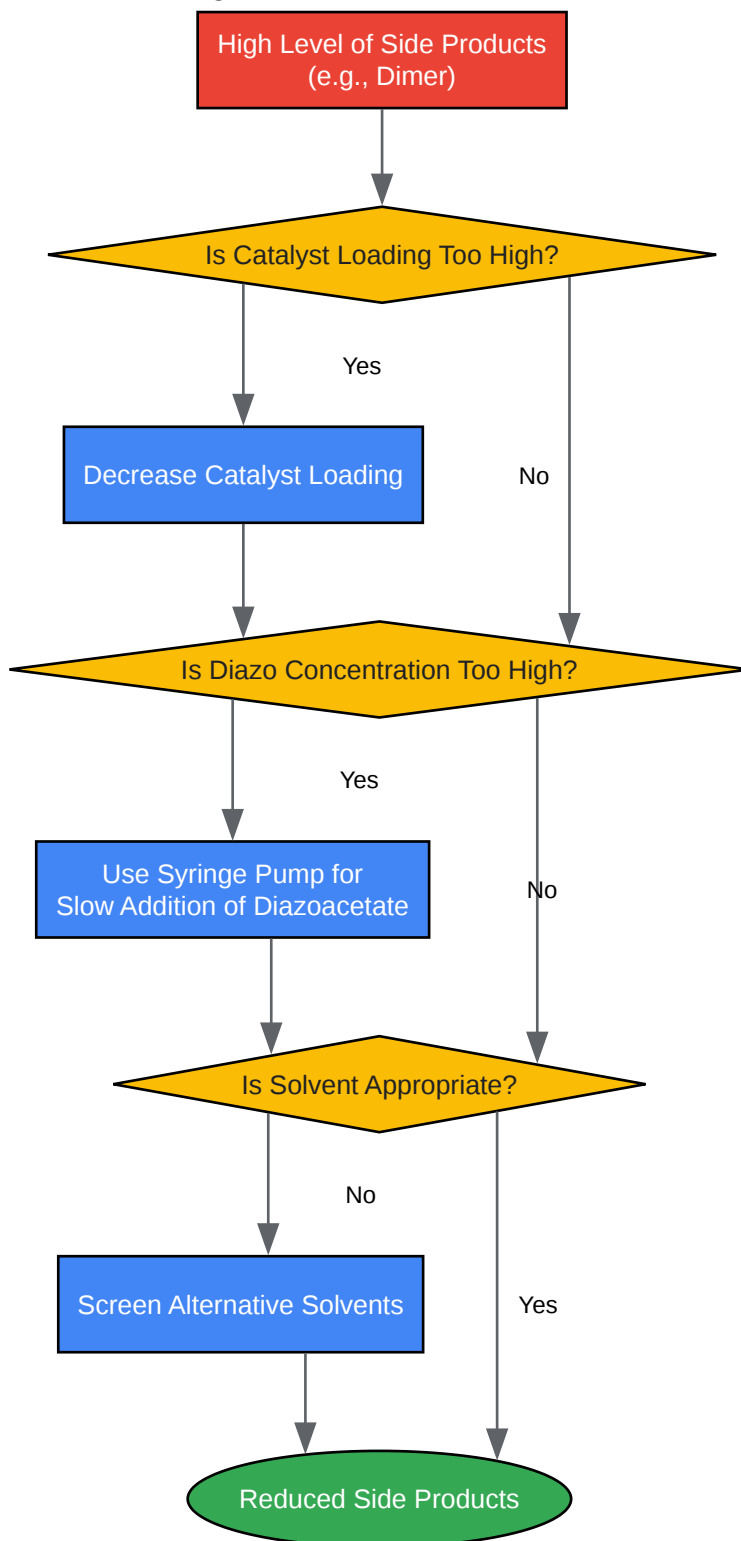 High Level of Side Products
(e.g., Dimer)
Is Catalyst Loading Too High?
Yes
Decrease Catalyst Loading
No
Is Diazo Concentration Too High?
Yes
Use Syringe Pump for
Slow Addition of Diazoacetate
No
Is Solvent Appropriate?
No
Screen Alternative Solvents
Yes
Reduced Side Products